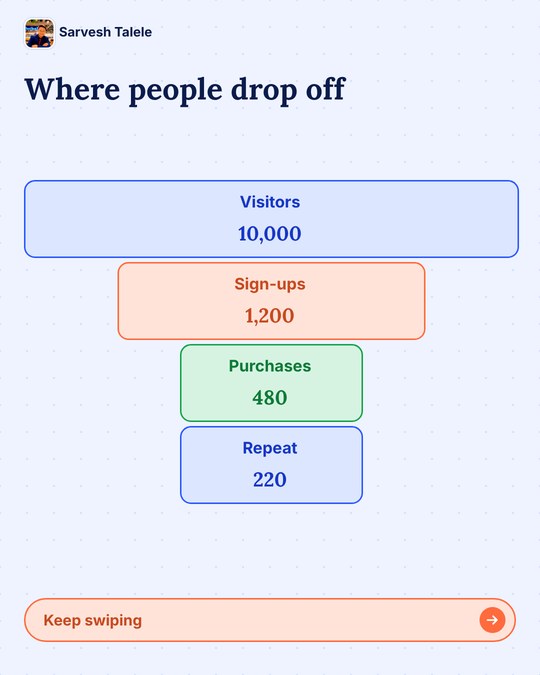 Sarvesh Talele
Where people drop off
Visitors
10,000
Sign-ups
1,200
Purchases
480
Repeat
220
Keep swiping